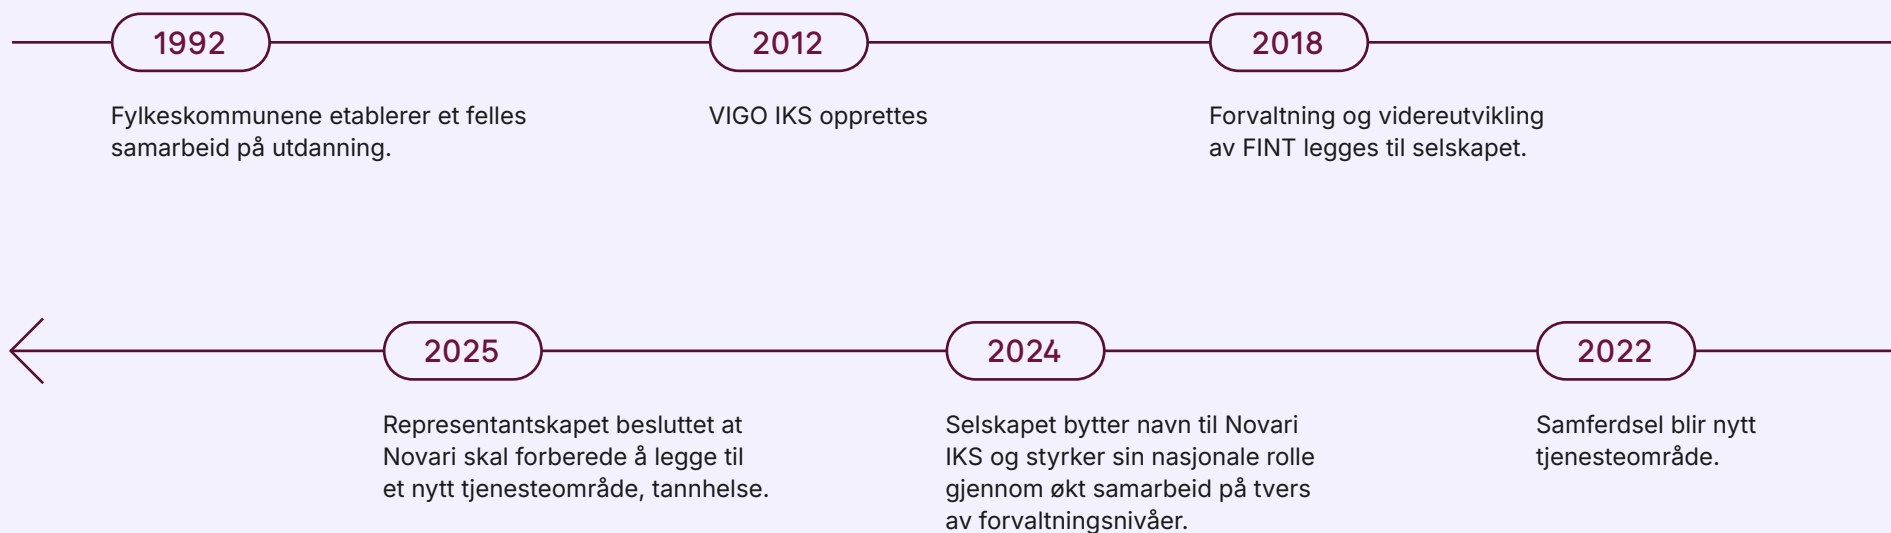 1992
Fylkeskommunene etablerer et felles
samarbeid på utdanning.
2012
VIGO IKS opprettes
2018
Forvaltning og videreutvikling
av FINT legges til selskapet.
2022
Samferdsel blir nytt
tjenesteområde.
2024
Selskapet bytter navn til Novari
IKS og styrker sin nasjonale rolle
gjennom økt samarbeid på tvers
av forvaltningsnivåer.
2025
Representantskapet besluttet at
Novari skal forberede å legge til
et nytt tjenesteområde, tannhelse.